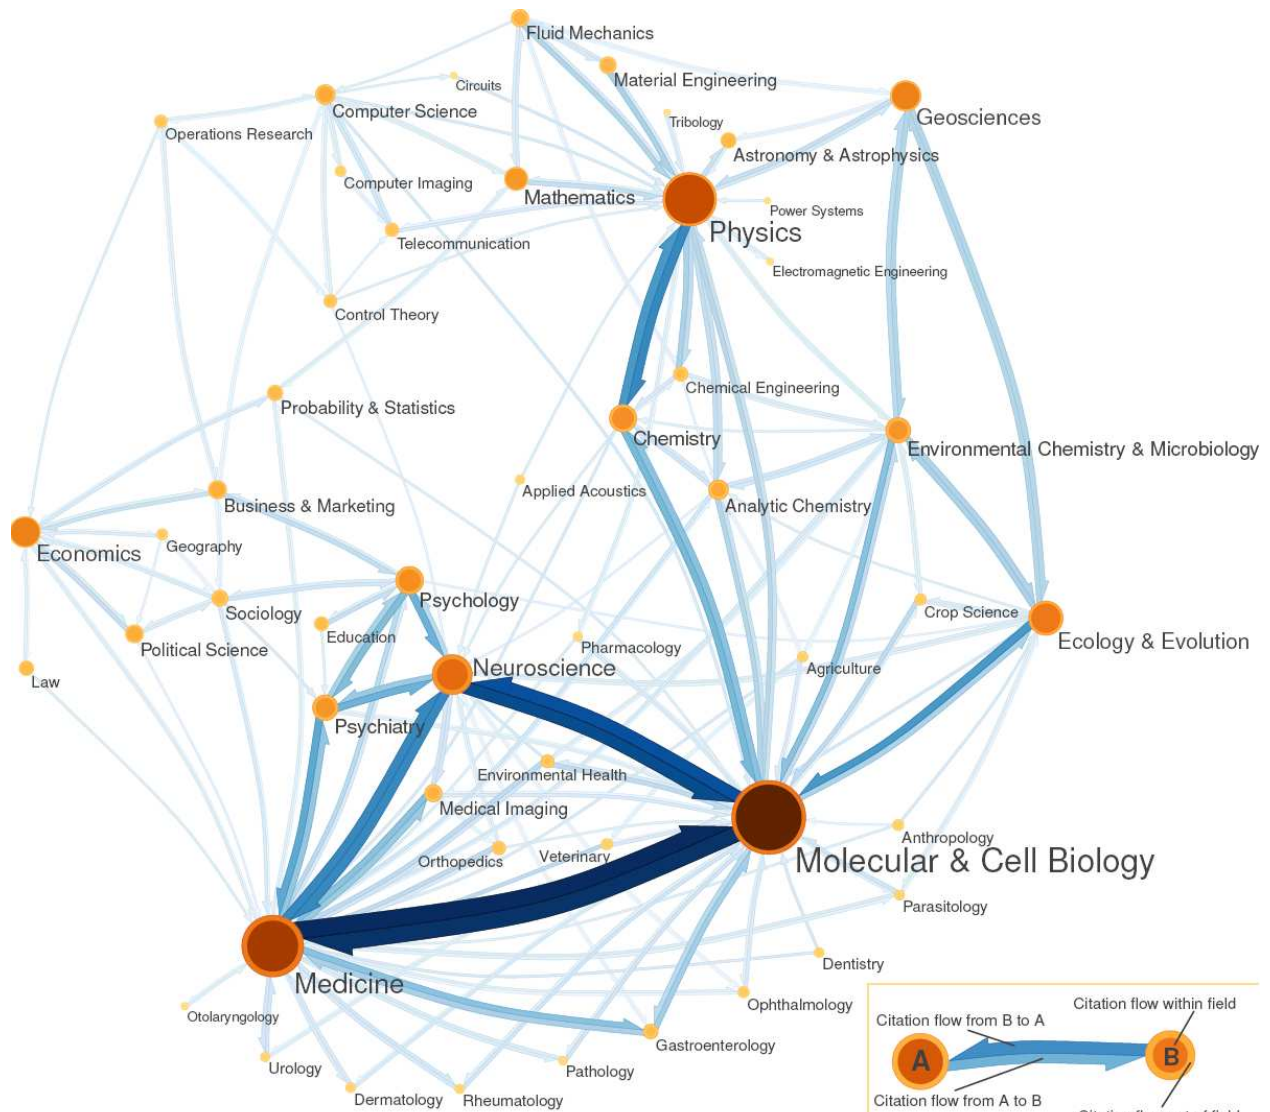 Fluid Mechanics
Circuits
Material Engineering
Computer Science
Geosciences
Operations Research
Tribology
Astronomy & Astrophysics
Computer Imaging
Mathematics
Power Systems
Physics
Telecommunication
Electromagnetic Engineering
Control Theory
Chemical Engineering
Probability & Statistics
Chemistry
Environmental Chemistry & Microbiology
Applied Acoustics
Analytic Chemistry
Business & Marketing
Geography
Economics
Psychology
Sociology
Crop Science
Education
Political Science
Pharmacology
Ecology & Evolution
Agriculture
Neuroscience
Law
Psychiatry
Environmental Health
Medical Imaging
Anthropology
Orthopedics
Veterinary
Molecular & Cell Biology
Parasitology
Dentistry
Medicine
Ophthalmology
Otolaryngology
Gastroenterology
Urology
Pathology
Dermatology
Rheumatology
Citation flow within field
Citation flow from B to A
A
B
Citation flow from A to B